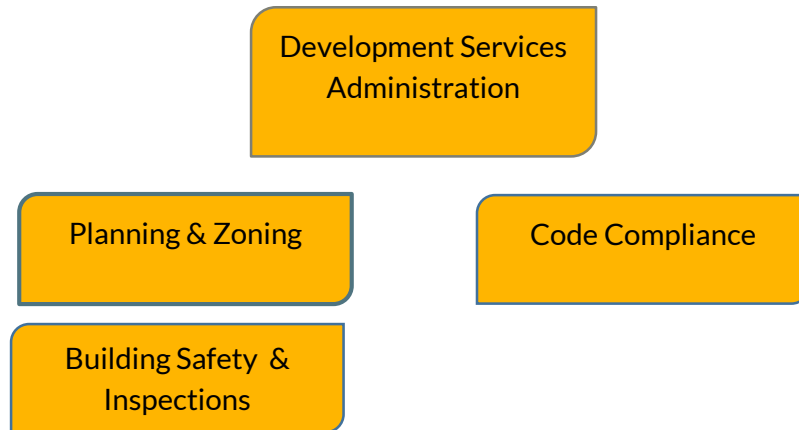 Development Services
Administration
Planning & Zoning
Code Compliance
Building Safety &
Inspections